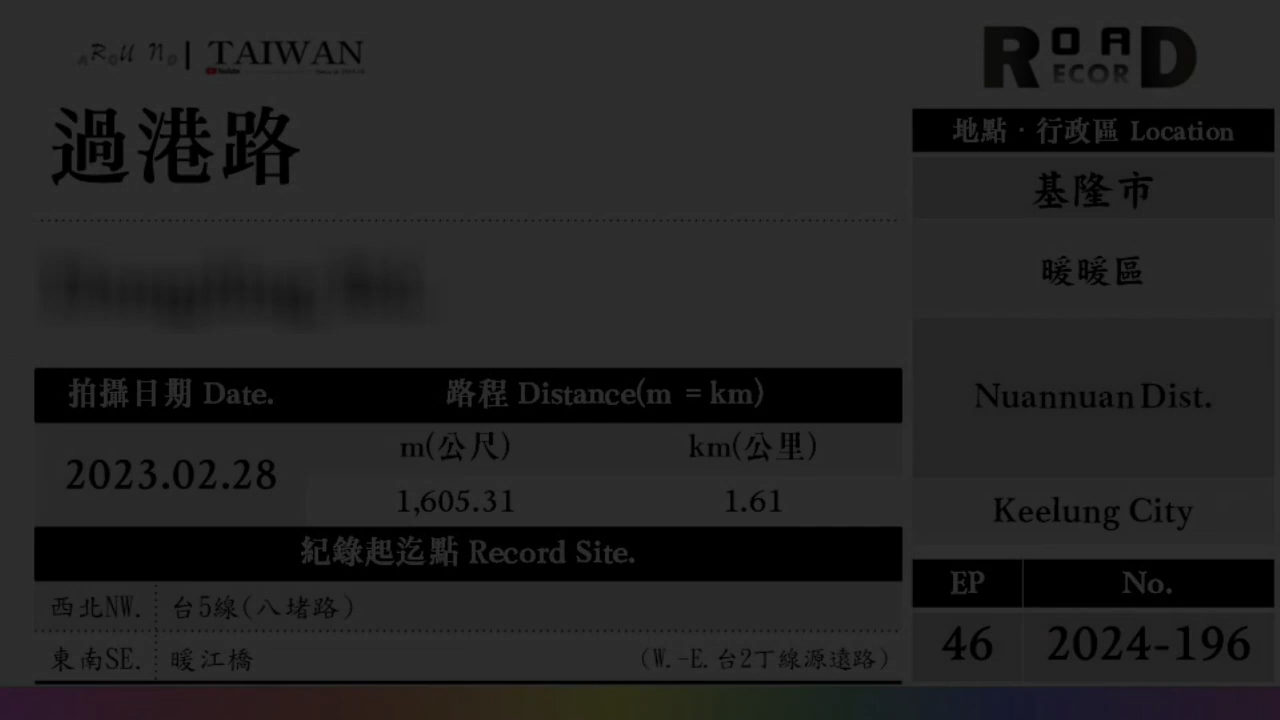 AROUND | TAIWAN
YouTube
ROAD
RECORD
過港路
拍攝日期 Date.
路程 Distance(m = km)
2023.02.28
m(公尺)
km(公里)
1,605.31
1.61
紀錄起迄點 Record Site.
西北NW. 台5線(八堵路)
東南SE. 暖江橋 (W.-E.台2丁線源遠路)
地點·行政區 Location
基隆市
暖暖區
Nuannuan Dist.
Keelung City
EP No.
46 2024-196